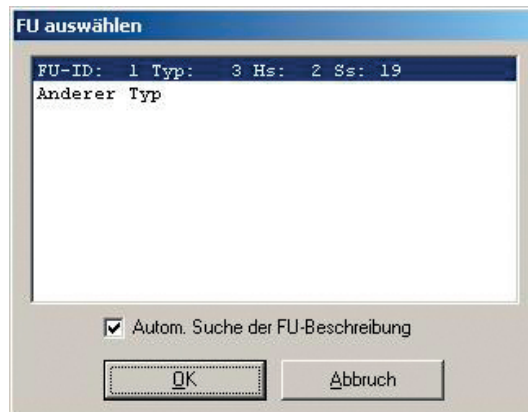 FU auswählen
FU-ID: 1 Typ: 3 Hs: 2 Ss: 19
Anderer Typ
Autom. Suche der FU-Beschreibung
OK
Abbruch